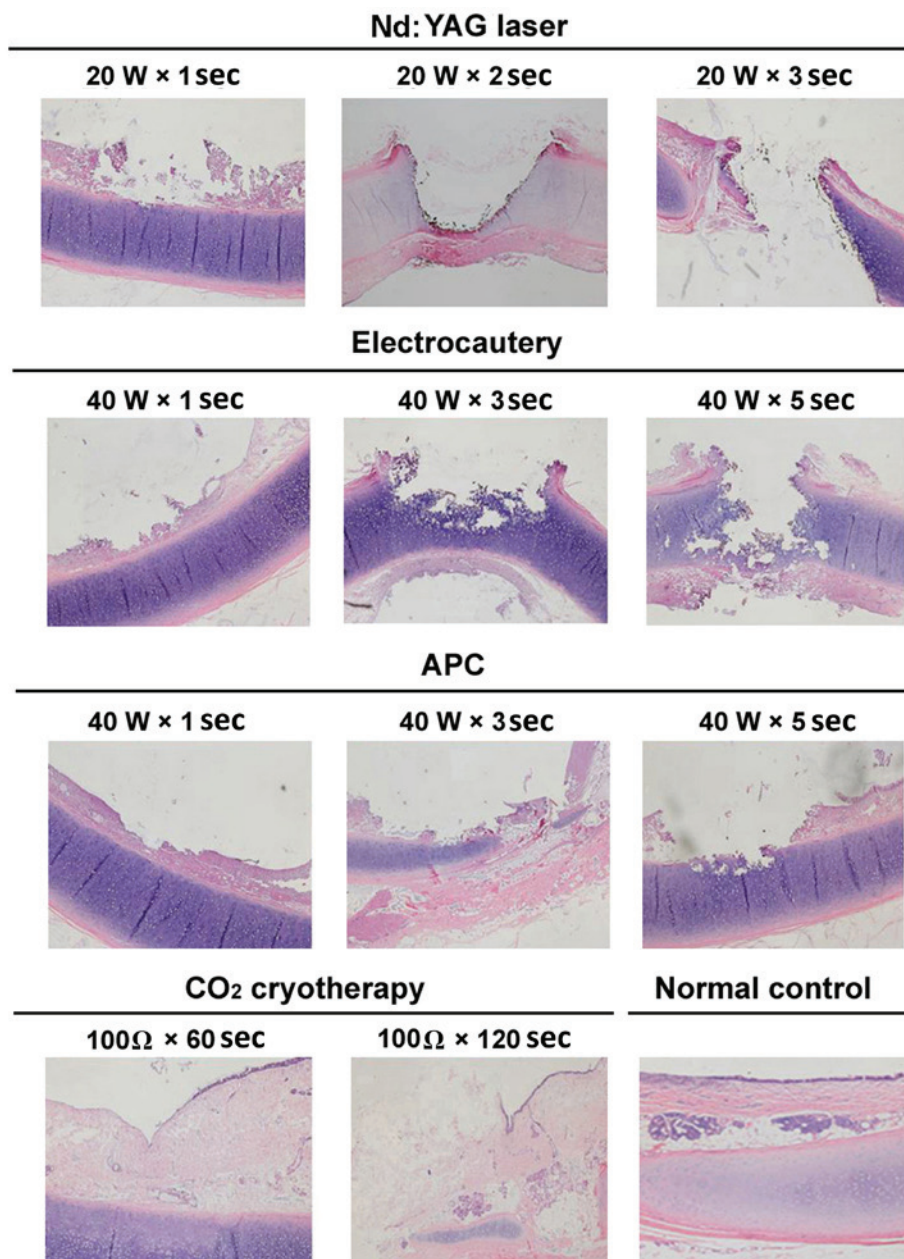 Nd: YAG laser
20 W × 1 sec 20 W × 2 sec 20 W × 3 sec
Electrocautery
40 W × 1 sec 40 W × 3 sec 40 W × 5 sec
APC
40 W × 1 sec 40 W × 3 sec 40 W × 5 sec
CO₂ cryotherapy Normal control
100Ω × 60 sec 100Ω × 120 sec